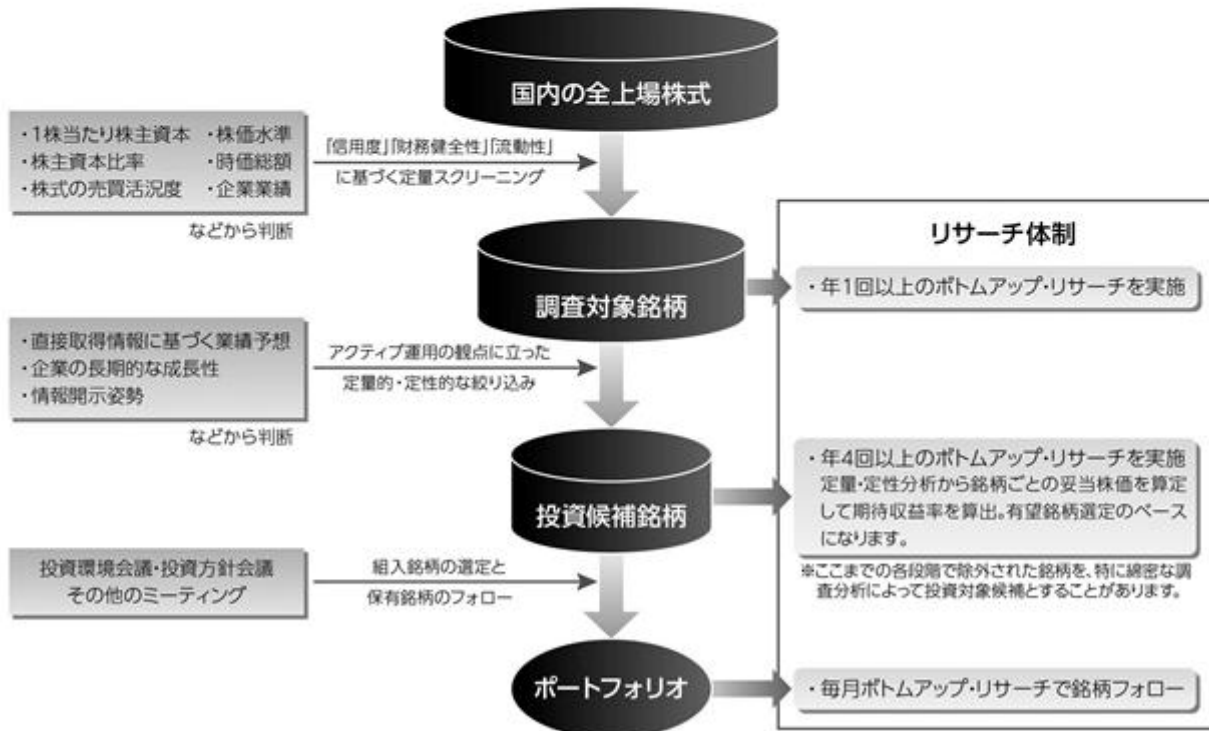 国内の全上場株式
・1株当たり株主資本 ・株価水準
・株主資本比率 ・時価総額
・株式の売買活況度 ・企業業績
などから判断
「信用度」「財務健全性」「流動性」
に基づく定量スクリーニング
リサーチ体制
調査対象銘柄
・年1回以上のボトムアップ・リサーチを実施
・直接取得情報に基づく業績予想
・企業の長期的な成長性
・情報開示姿勢
などから判断
アクティブ運用の観点に立った
定量的・定性的な絞り込み
投資候補銘柄
・年4回以上のボトムアップ・リサーチを実施
定量・定性分析から銘柄ごとの妥当株価を算定
して期待収益率を算出。有望銘柄選定のベース
になります。
※ここまでの各段階で除外された銘柄を、特に綿密な調
査分析によって投資対象候補とすることがあります。
投資環境会議・投資方針会議
その他のミーティング
組入銘柄の選定と
保有銘柄のフォロー
ポートフォリオ
・毎月ボトムアップ・リサーチで銘柄フォロー